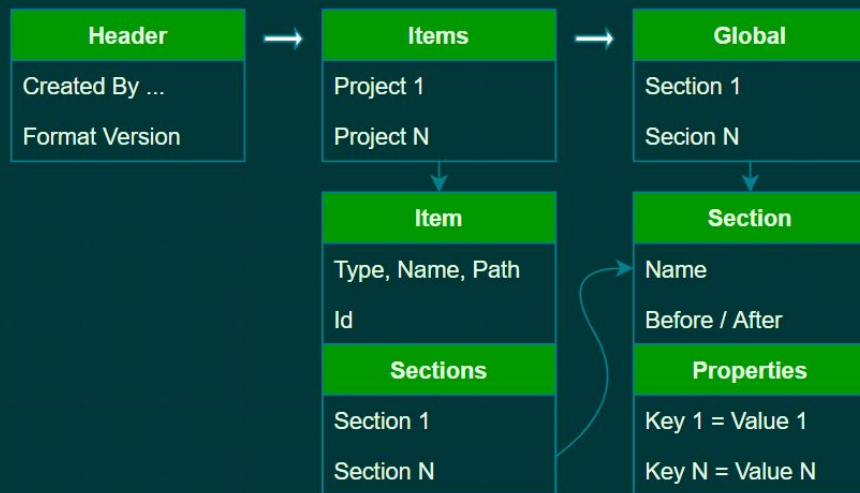 Header
Created By ...
Format Version
Items
Project 1
Project N
Global
Section 1
Secion N
Item
Type, Name, Path
Id
Sections
Section 1
Section N
Section
Name
Before / After
Properties
Key 1 = Value 1
Key N = Value N